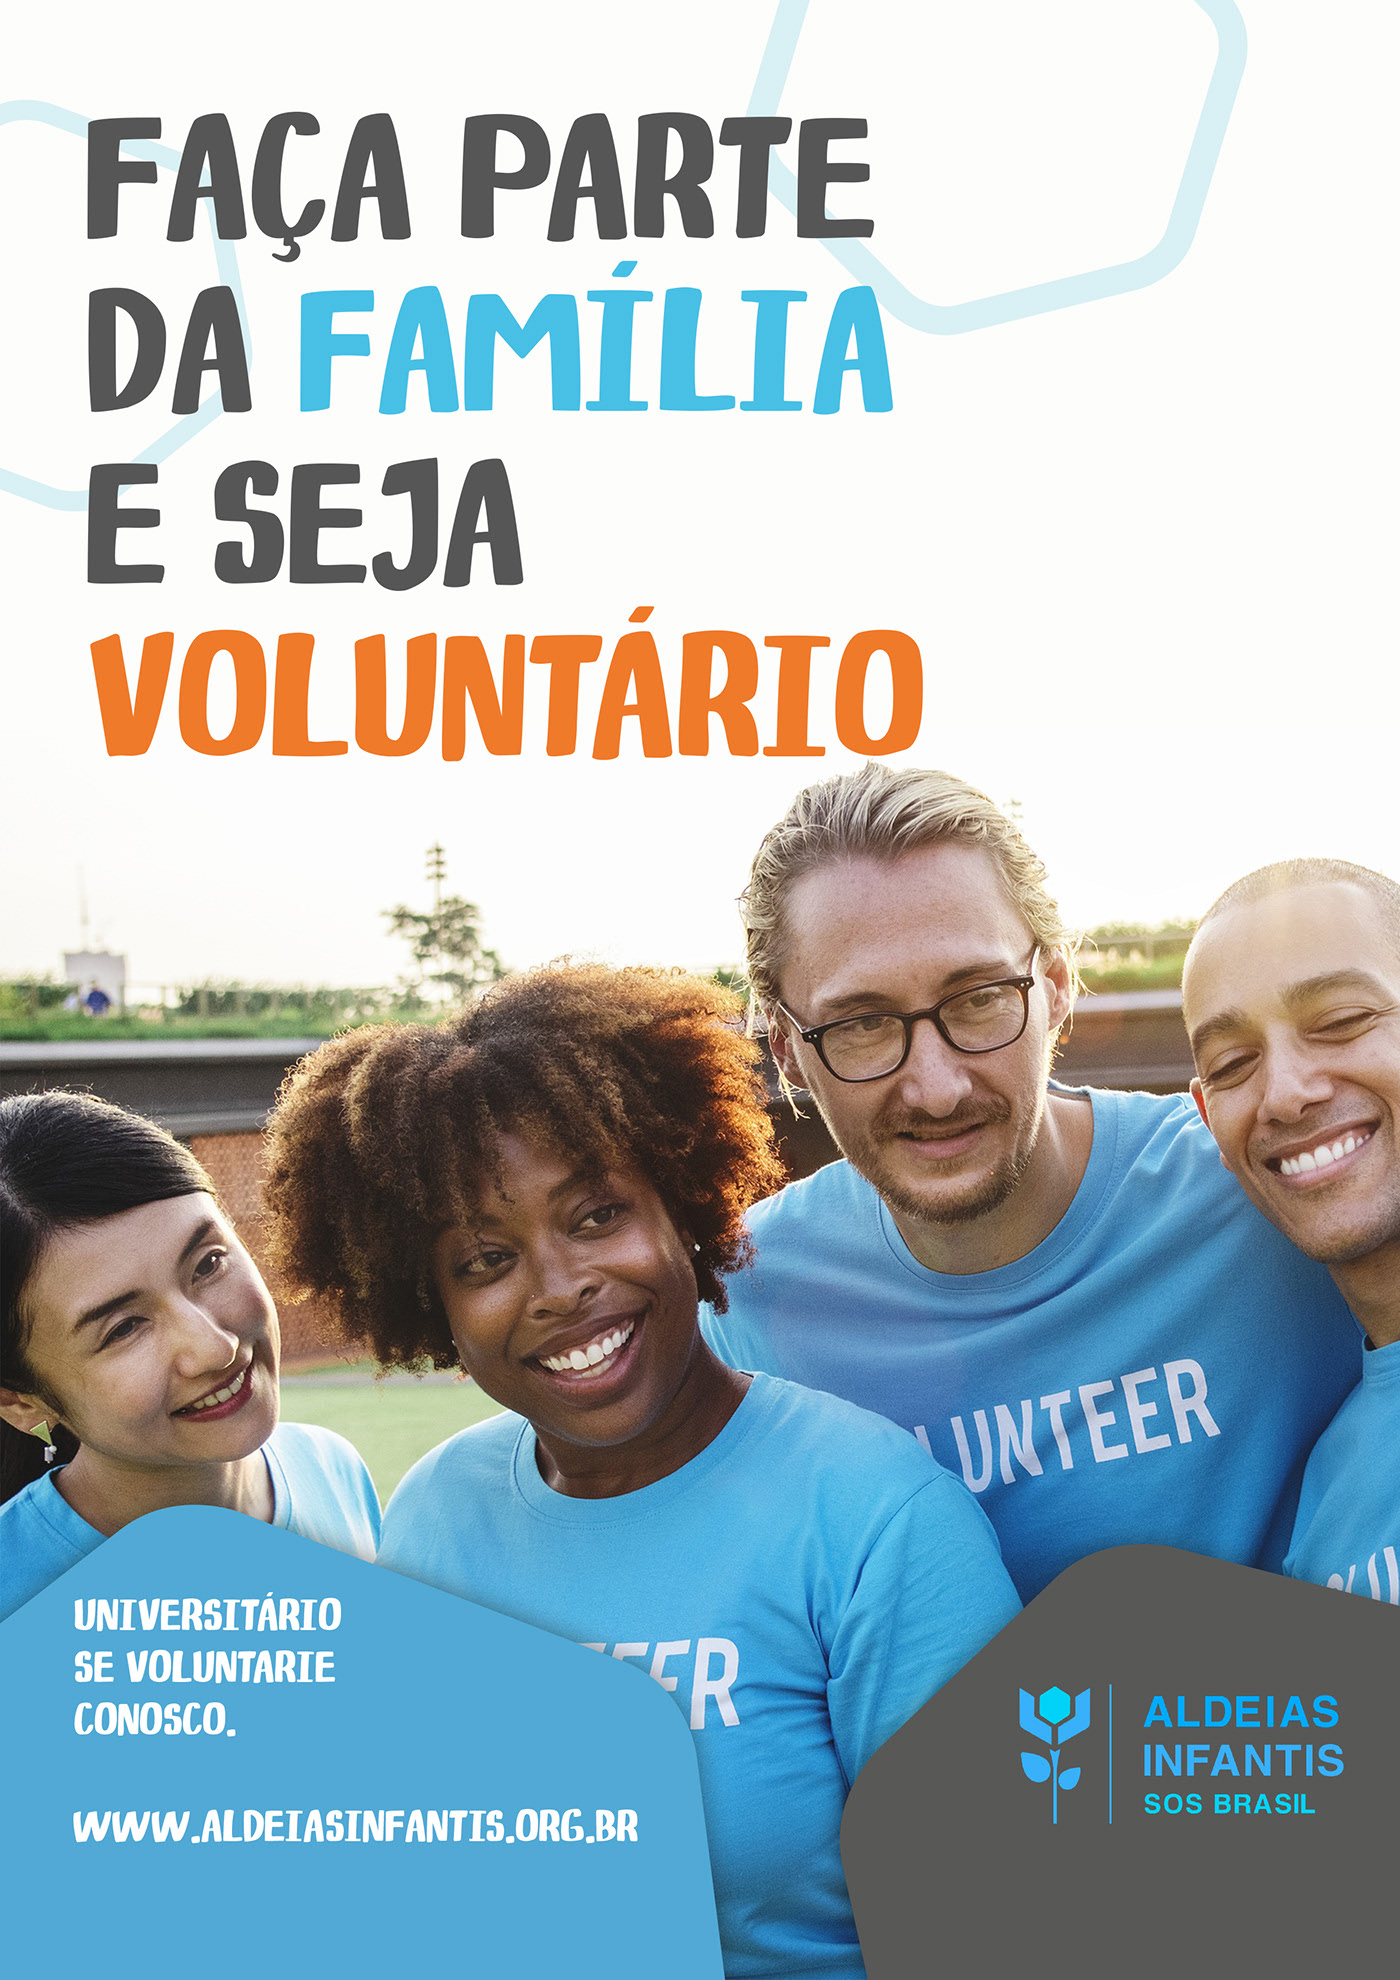 FAÇA PARTE
DA FAMÍLIA
E SEJA
VOLUNTÁRIO
LUNTEER
EER
UNIVERSITÁRIO
SE VOLUNTARIE
CONOSCO.
WWW.ALDEIASINFANTIS.ORG.BR
ALDEIAS
INFANTIS
SOS BRASIL